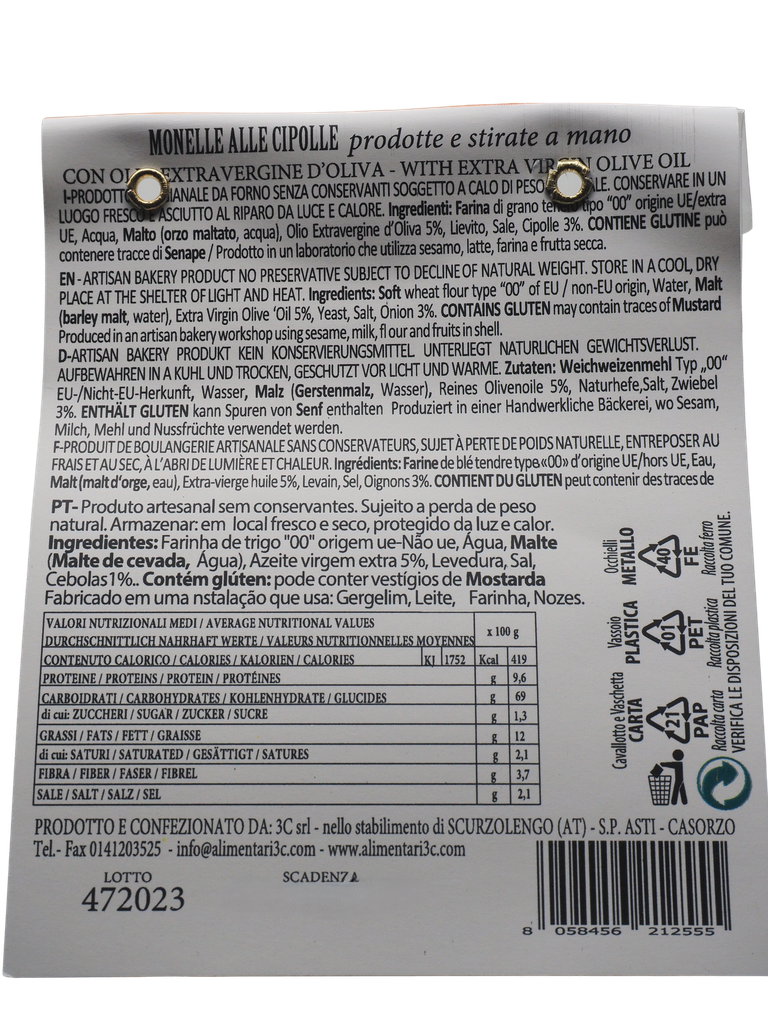 MONELLE ALLE CIPOLLE prodotte e stirate a mano
CON EXTRAVERGINE D'OLIVA - WITH EXTRA OLIVE OIL
DA FORNO SENZA CONSERVANTI SOGGETTO A CALO DI PESO CONSERVARE IN UN
LUOGO FRESCO E ASCIUTTO AL RIPARO DA LUCE E CALORE. Ingredienti: Farina di grano tipo "00" origine UE/extra
UE, Acqua, Malto (orzo maltato, acqua), Olio Extravergine d'Oliva 5%, Lievito, Sale, Cipolle 3%. CONTIENE GLUTINE può
contenere tracce di Senape / Prodotto in un laboratorio che utilizza sesamo, latte, farina e frutta secca.
EN - ARTISAN BAKERY PRODUCT NO PRESERVATIVE SUBJECT TO DECLINE OF NATURAL WEIGHT. STORE IN A COOL, DRY
PLACE AT THE SHELTER OF LIGHT AND HEAT. Ingredients: Soft wheat flour type "00" of EU / non-EU origin, Water, Malt
(barley malt, water), Extra Virgin Olive 'Oil 5%, Yeast, Salt, Onion 3%. CONTAINS GLUTEN may contain traces of Mustard
Produced in an artisan bakery workshop using sesame, milk, fl our and fruits in shell.
D-ARTISAN BAKERY PRODUKT KEIN KONSERVIERUNGSMITTEL UNTERLIEGT NATURLICHEN GEWICHTSVERLUST.
AUFBEWAHREN IN A KUHL UND TROCKEN, GESCHUTZT VOR LICHT UND WARME. Zutaten: Weichweizenmehl Typ „00"
EU-/Nicht-EU-Herkunft, Wasser, Malz (Gerstenmalz, Wasser), Reines Olivenoile 5%, Naturhefe,Salt, Zwiebel
3%. ENTHÄLT GLUTEN kann Spuren von Senf enthalten Produziert in einer Handwerkliche Bäckerei, wo Sesam,
Milch, Mehl und Nussfrüchte verwendet werden.
F-PRODUIT DE BOULANGERIE ARTISANALE SANS CONSERVATEURS, SUJET À PERTE DE POIDS NATURELLE, ENTREPOSER AU
FRAIS ET AU SEC, À L'ABRI DE LUMIÈRE ET CHALEUR. Ingrédients: Farine de blé tendre type «00» d'origine UE/hors UE, Eau,
Malt (malt d'orge, eau), Extra-vierge huile 5%, Levain, Sel, Oignons 3%. CONTIENT DU GLUTEN peut contenir des traces de
PT- Produto artesanal sem conservantes. Sujeito a perda de peso
natural. Armazenar: em local fresco e seco, protegido da luz e calor.
Ingredientes: Farinha de trigo "00" origem ue-Não ue, Água, Malte
(Malte de cevada, Água), Azeite virgem extra 5%, Levedura, Sal,
Cebolas1%.. Contém glúten: pode conter vestígios de Mostarda
Fabricado em uma nstalação que usa: Gergelim, Leite, Farinha, Nozes.
VALORI NUTRIZIONALI MEDI / AVERAGE NUTRITIONAL VALUES
DURCHSCHNITTLICH NAHRHAFT WERTE / VALEURS NUTRITIONNELLES MOYENNES x 100 g
CONTENUTO CALORICO / CALORIES / KALORIEN / CALORIES KJ 1752 Kcal 419
PROTEINE / PROTEINS / PROTEIN / PROTÉINES g 9,6
CARBOIDRATI / CARBOHYDRATES / KOHLENHYDRATE / GLUCIDES g 69
di cui: ZUCCHERI / SUGAR / ZUCKER / SUCRE g 1,3
GRASSI / FATS / FETT / GRAISSE g 12
di cui: SATURI / SATURATED / GESÄTTIGT / SATURES g 2,1
FIBRA / FIBER / FASER / FIBREL g 3,7
SALE / SALT / SALZ / SEL g 2,1
Occhielli
METALLO
40
FE
Raccolta ferro
Vassoio
PLASTICA
01
PET
Raccolta plastica
Cavallotto e Vaschetta
CARTA
21
PAP
Raccolta carta
VERIFICA LE DISPOSIZIONI DEL TUO COMUNE.
PRODOTTO E CONFEZIONATO DA: 3C srl - nello stabilimento di SCURZOLENGO (AT) - S.P. ASTI - CASORZO
Tel.- Fax 0141203525 - info@alimentari3c.com - www.alimentari3c.com
LOTTO SCADENZA
472023
8 058456 212555